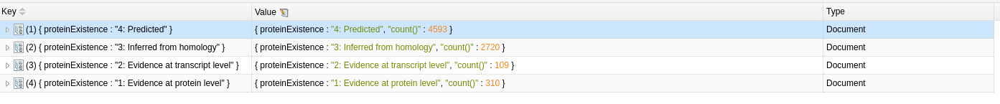 Key Value Type
(1) { proteinExistence : "4: Predicted" } { proteinExistence : "4: Predicted", "count()" : 4593 } Document
(2) { proteinExistence : "3: Inferred from homology" } { proteinExistence : "3: Inferred from homology", "count()" : 2720 } Document
(3) { proteinExistence : "2: Evidence at transcript level" } { proteinExistence : "2: Evidence at transcript level", "count()" : 109 } Document
(4) { proteinExistence : "1: Evidence at protein level" } { proteinExistence : "1: Evidence at protein level", "count()" : 310 } Document